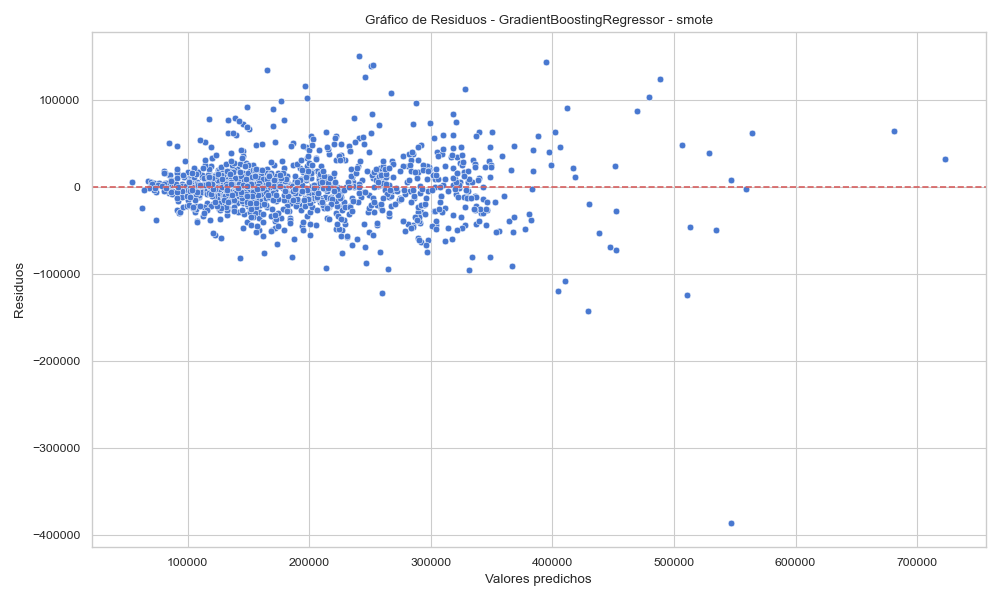 Gráfico de Residuos - GradientBoostingRegressor - smote
Residuos
100000
0
−100000
−200000
−300000
−400000
100000 200000 300000 400000 500000 600000 700000
Valores predichos